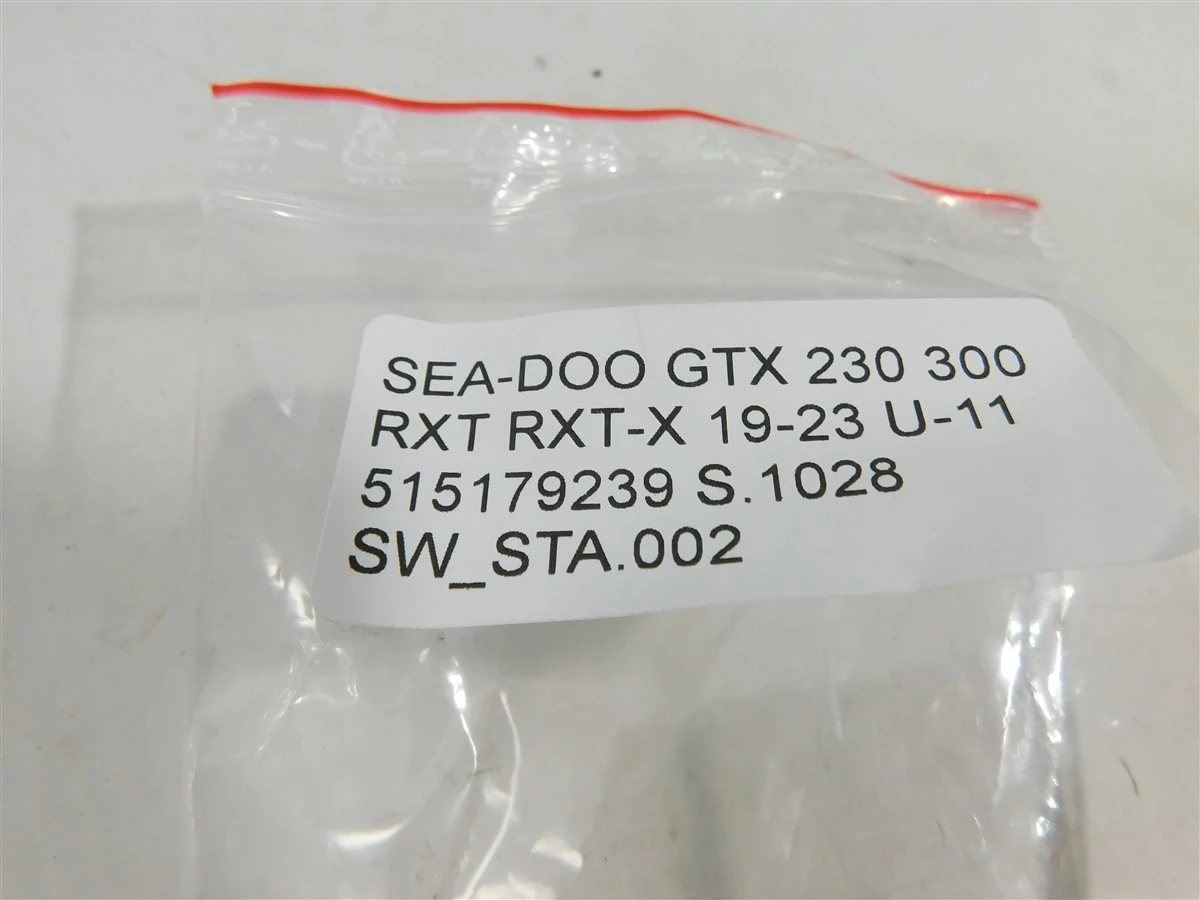 SEA-DOO GTX 230 300
RXT RXT-X 19-23 U-11
515179239 S.1028
SW_STA.002